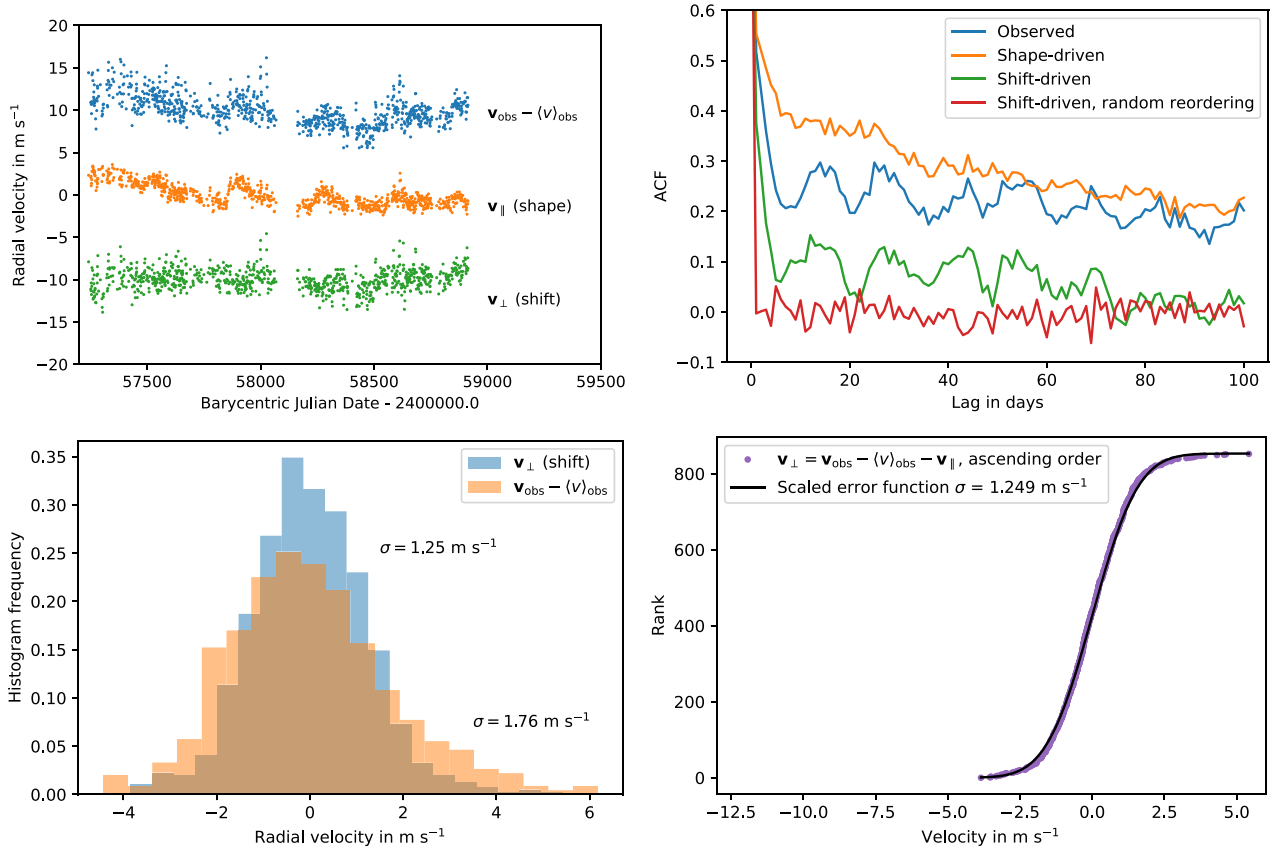 20
15
10
5
0
−5
−10
−15
−20
Radial velocity in m s⁻¹
v_obs − ⟨v⟩_obs
v_∥ (shape)
v_⊥ (shift)
57500 58000 58500 59000 59500
Barycentric Julian Date - 2400000.0
0.6
0.5
0.4
0.3
0.2
0.1
0.0
−0.1
ACF
Observed
Shape-driven
Shift-driven
Shift-driven, random reordering
0 20 40 60 80 100
Lag in days
0.35
0.30
0.25
0.20
0.15
0.10
0.05
0.00
Histogram frequency
v_⊥ (shift)
v_obs − ⟨v⟩_obs
σ = 1.25 m s⁻¹
σ = 1.76 m s⁻¹
−4 −2 0 2 4 6
Radial velocity in m s⁻¹
800
600
400
200
0
Rank
v_⊥ = v_obs − ⟨v⟩_obs − v_∥, ascending order
Scaled error function σ = 1.249 m s⁻¹
−12.5 −10.0 −7.5 −5.0 −2.5 0.0 2.5 5.0
Velocity in m s⁻¹